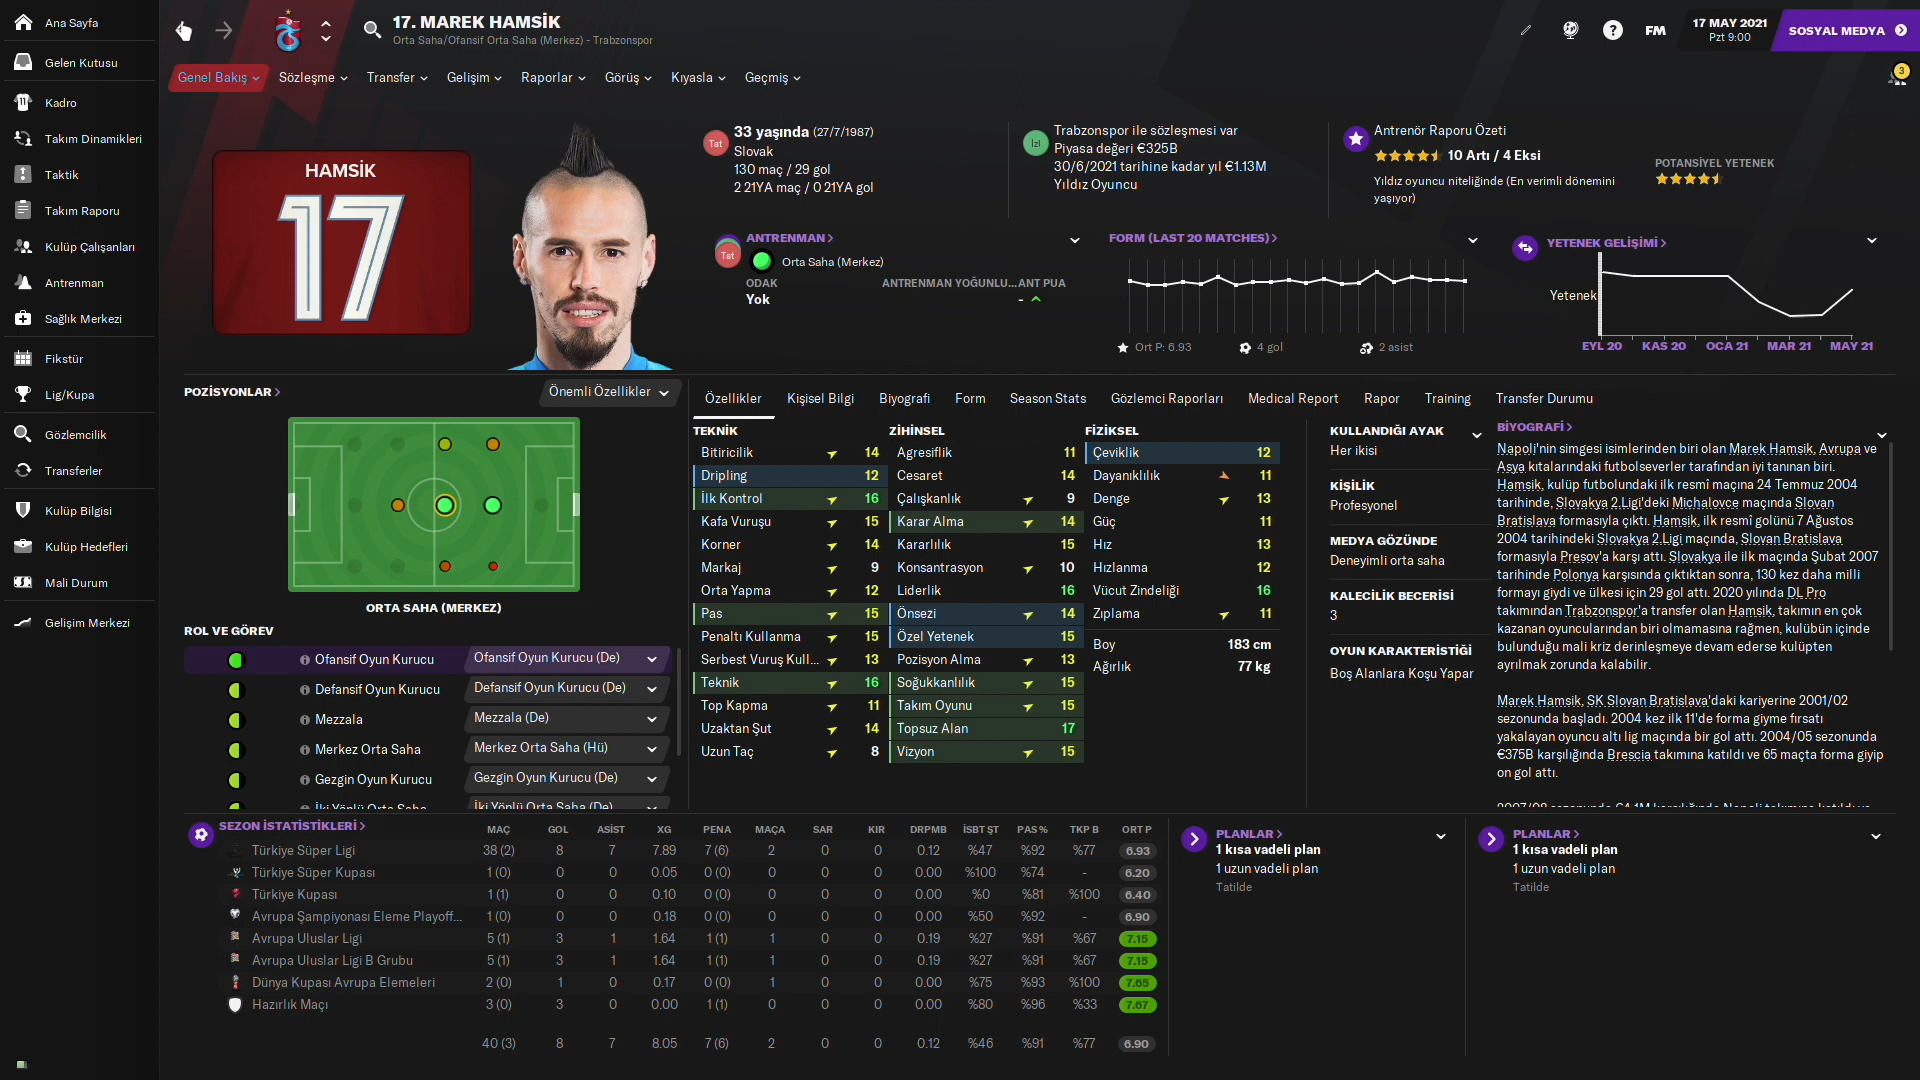 Ana Sayfa
Gelen Kutusu
Kadro
Takım Dinamikleri
Taktik
Takım Raporu
Kulüp Çalışanları
Antrenman
Sağlık Merkezi
Fikstür
Lig/Kupa
Gözlemcilik
Transferler
Kulüp Bilgisi
Kulüp Hedefleri
Mali Durum
Gelişim Merkezi
17. MAREK HAMSİK
Orta Saha/Ofansif Orta Saha (Merkez) - Trabzonspor
FM
17 MAY 2021
Pzt 9:00
SOSYAL MEDYA
3
Genel Bakış Sözleşme Transfer Gelişim Raporlar Görüş Kıyasla Geçmiş
HAMSİK
17
Tat
33 yaşında (27/7/1987)
Slovak
130 maç / 29 gol
2 21YA maç / 0 21YA gol
İzl
Trabzonspor ile sözleşmesi var
Piyasa değeri €325B
30/6/2021 tarihine kadar yıl €1.13M
Yıldız Oyuncu
Antrenör Raporu Özeti
10 Artı / 4 Eksi
Yıldız oyuncu niteliğinde (En verimli dönemini
yaşıyor)
POTANSİYEL YETENEK
Tat
ANTRENMAN
Orta Saha (Merkez)
ODAK
Yok
ANTRENMAN YOĞUNLU... ANT PUA
-
FORM (LAST 20 MATCHES)
Ort P: 6.93 4 gol 2 asist
YETENEK GELİŞİMİ
Yetenek
EYL 20 KAS 20 OCA 21 MAR 21 MAY 21
POZİSYONLAR
Önemli Özellikler
ORTA SAHA (MERKEZ)
ROL VE GÖREV
Ofansif Oyun Kurucu Ofansif Oyun Kurucu (De)
Defansif Oyun Kurucu Defansif Oyun Kurucu (De)
Mezzala Mezzala (De)
Merkez Orta Saha Merkez Orta Saha (Hü)
Gezgin Oyun Kurucu Gezgin Oyun Kurucu (De)
İki Yönlü Orta Saha İki Yönlü Orta Saha (De)
Özellikler Kişisel Bilgi Biyografi Form Season Stats Gözlemci Raporları Medical Report Rapor Training Transfer Durumu
TEKNİK
Bitiricilik 14
Dripling 12
İlk Kontrol 16
Kafa Vuruşu 15
Korner 14
Markaj 9
Orta Yapma 12
Pas 15
Penaltı Kullanma 15
Serbest Vuruş Kull... 13
Teknik 16
Top Kapma 11
Uzaktan Şut 14
Uzun Taç 8
ZİHİNSEL
Agresiflik 11
Cesaret 14
Çalışkanlık 9
Karar Alma 14
Kararlılık 15
Konsantrasyon 10
Liderlik 16
Önsezi 14
Özel Yetenek 15
Pozisyon Alma 13
Soğukkanlılık 15
Takım Oyunu 15
Topsuz Alan 17
Vizyon 15
FİZİKSEL
Çeviklik 12
Dayanıklılık 11
Denge 13
Güç 11
Hız 13
Hızlanma 12
Vücut Zindeliği 16
Zıplama 11
Boy 183 cm
Ağırlık 77 kg
KULLANDIĞI AYAK
Her ikisi
KİŞİLİK
Profesyonel
MEDYA GÖZÜNDE
Deneyimli orta saha
KALECİLİK BECERİSİ
3
OYUN KARAKTERİSTİĞİ
Boş Alanlara Koşu Yapar
BİYOGRAFİ
Napoli'nin simgesi isimlerinden biri olan Marek Hamsik, Avrupa ve
Asya kıtalarındaki futbolseverler tarafından iyi tanınan biri.
Hamsik, kulüp futbolundaki ilk resmî maçına 24 Temmuz 2004
tarihinde, Slovakya 2.Ligi'deki Michalovce maçında Slovan
Bratislava formasıyla çıktı. Hamsik, ilk resmî golünü 7 Ağustos
2004 tarihindeki Slovakya 2.Ligi maçında, Slovan Bratislava
formasıyla Presov'a karşı attı. Slovakya ile ilk maçında Şubat 2007
tarihinde Polonya karşısında çıktıktan sonra, 130 kez daha milli
formayı giydi ve ülkesi için 29 gol attı. 2020 yılında DL Pro
takımından Trabzonspor'a transfer olan Hamsik, takımın en çok
kazanan oyuncularından biri olmamasına rağmen, kulübün içinde
bulunduğu mali kriz derinleşmeye devam ederse kulüpten
ayrılmak zorunda kalabilir.
Marek Hamsik, SK Slovan Bratislava'daki kariyerine 2001/02
sezonunda başladı. 2004 kez ilk 11'de forma giyme fırsatı
yakalayan oyuncu altı lig maçında bir gol attı. 2004/05 sezonunda
€375B karşılığında Brescia takımına katıldı ve 65 maçta forma giyip
on gol attı.
2007/08 sezonunda €4.1M karşılığında Napoli takımına katıldı ve
SEZON İSTATİSTİKLERİ MAÇ GOL ASİST XG PENA MAÇA SAR KIR DRPMB İSBT ŞT PAS % TKP B ORT P
Türkiye Süper Ligi 38 (2) 8 7 7.89 7 (6) 2 0 0 0.12 %47 %92 %77 6.93
Türkiye Süper Kupası 1 (0) 0 0 0.05 0 (0) 0 0 0 0.00 %100 %74 - 6.20
Türkiye Kupası 1 (1) 0 0 0.10 0 (0) 0 0 0 0.00 %0 %81 %100 6.40
Avrupa Şampiyonası Eleme Playoff... 1 (0) 0 0 0.18 0 (0) 0 0 0 0.00 %50 %92 - 6.90
Avrupa Uluslar Ligi 5 (1) 3 1 1.64 1 (1) 1 0 0 0.19 %27 %91 %67 7.15
Avrupa Uluslar Ligi B Grubu 5 (1) 3 1 1.64 1 (1) 1 0 0 0.19 %27 %91 %67 7.15
Dünya Kupası Avrupa Elemeleri 2 (0) 1 0 0.17 0 (0) 1 0 0 0.00 %75 %93 %100 7.65
Hazırlık Maçı 3 (0) 3 0 0.00 1 (1) 0 0 0 0.00 %80 %96 %33 7.67
40 (3) 8 7 8.05 7 (6) 2 0 0 0.12 %46 %91 %77 6.90
PLANLAR
1 kısa vadeli plan
1 uzun vadeli plan
Tatilde
PLANLAR
1 kısa vadeli plan
1 uzun vadeli plan
Tatilde